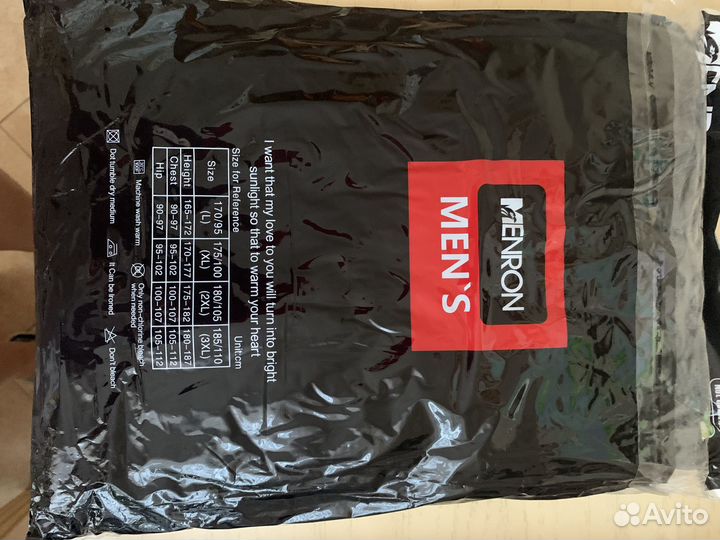 MENRON
MEN`S
I want that my love to you will turn into bright
sunlight so that to warm your heart
Size for Reference Unit:cm
Size 170/95 (L) 175/100 (XL) 180/105 (2XL) 185/110 (3XL)
Height 165-172 170-177 175-182 180-187
Chest 90-97 95-102 100-107 105-112
Hip 90-97 95-102 100-107 105-112
Machine wash warm
Only non-chlorine bleach
when needed
Dot tumble dry medium
It Can be Ironed
Don't bleach
Avito